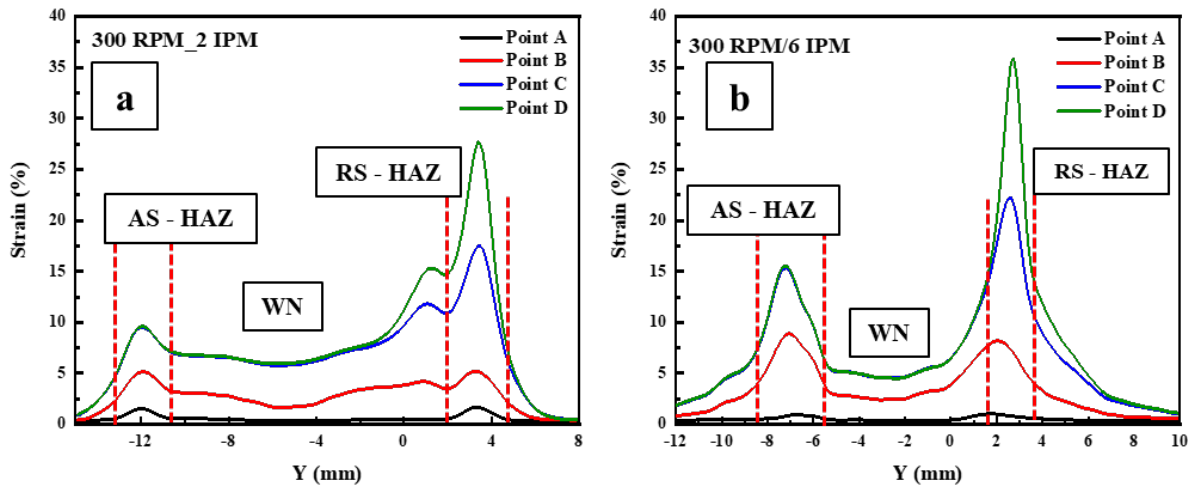 40
35
30
25
20
15
10
5
0
Strain (%)
300 RPM_2 IPM
a
Point A
Point B
Point C
Point D
AS - HAZ
WN
RS - HAZ
-12 -8 -4 0 4 8
Y (mm)
40
35
30
25
20
15
10
5
0
Strain (%)
300 RPM/6 IPM
b
Point A
Point B
Point C
Point D
AS - HAZ
WN
RS - HAZ
-12 -10 -8 -6 -4 -2 0 2 4 6 8 10
Y (mm)